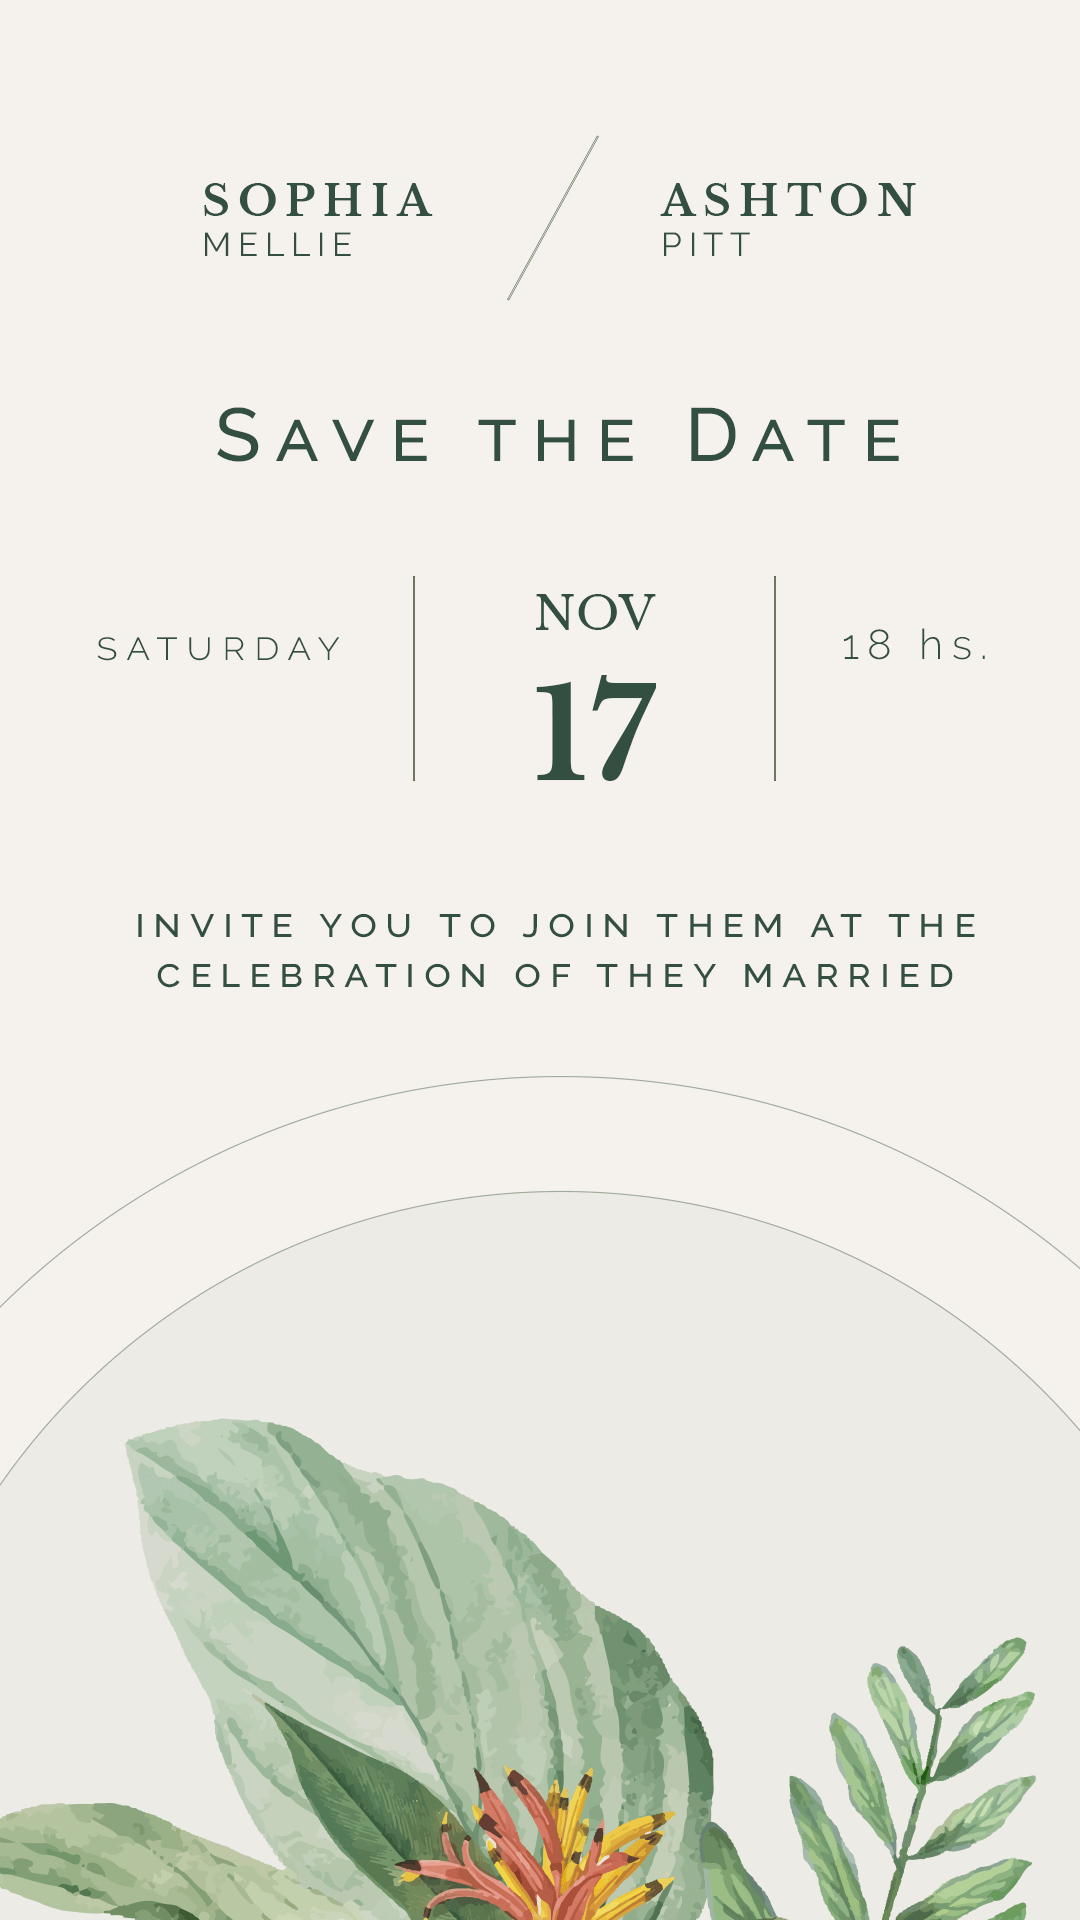 SOPHIA
MELLIE
ASHTON
PITT
SAVE THE DATE
SATURDAY
NOV
17
18 hs.
INVITE YOU TO JOIN THEM AT THE
CELEBRATION OF THEY MARRIED